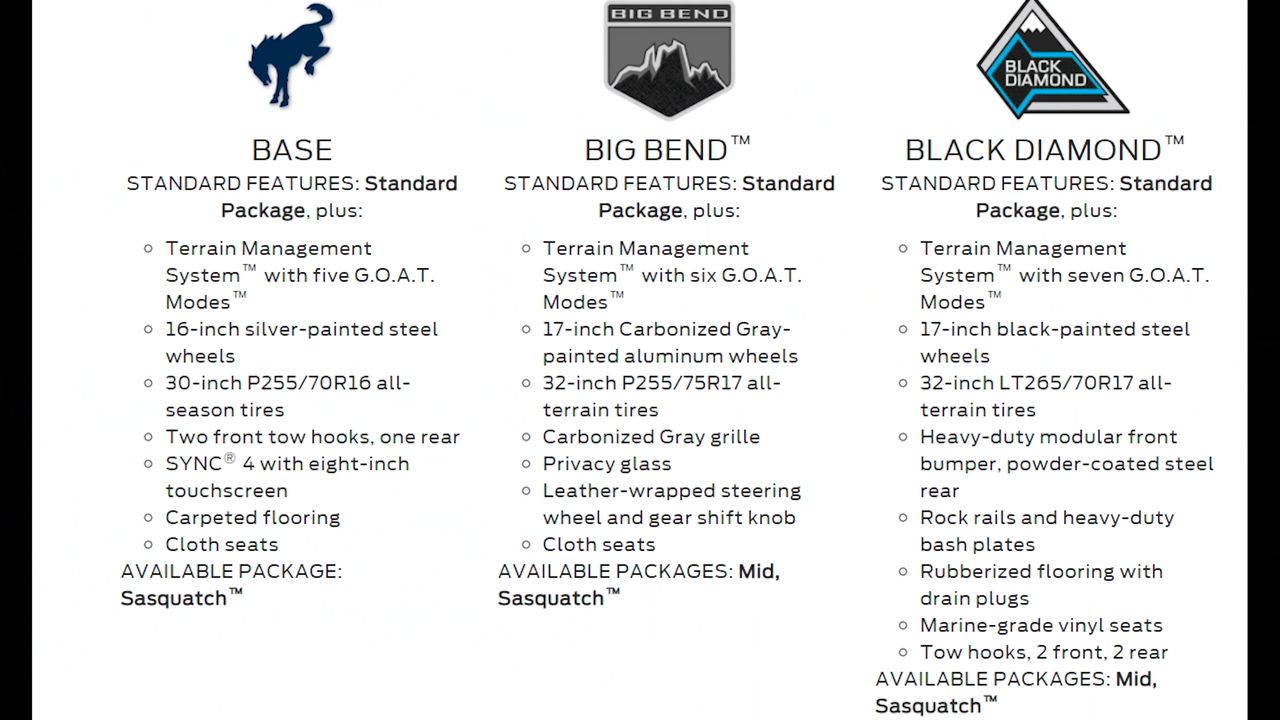 BIG BEND
BLACK
DIAMOND
BASE
STANDARD FEATURES: Standard
Package, plus:
Terrain Management
System™ with five G.O.A.T.
Modes™
16-inch silver-painted steel
wheels
30-inch P255/70R16 all-
season tires
Two front tow hooks, one rear
SYNC® 4 with eight-inch
touchscreen
Carpeted flooring
Cloth seats
AVAILABLE PACKAGE:
Sasquatch™
BIG BEND™
STANDARD FEATURES: Standard
Package, plus:
Terrain Management
System™ with six G.O.A.T.
Modes™
17-inch Carbonized Gray-
painted aluminum wheels
32-inch P255/75R17 all-
terrain tires
Carbonized Gray grille
Privacy glass
Leather-wrapped steering
wheel and gear shift knob
Cloth seats
AVAILABLE PACKAGES: Mid,
Sasquatch™
BLACK DIAMOND™
STANDARD FEATURES: Standard
Package, plus:
Terrain Management
System™ with seven G.O.A.T.
Modes™
17-inch black-painted steel
wheels
32-inch LT265/70R17 all-
terrain tires
Heavy-duty modular front
bumper, powder-coated steel
rear
Rock rails and heavy-duty
bash plates
Rubberized flooring with
drain plugs
Marine-grade vinyl seats
Tow hooks, 2 front, 2 rear
AVAILABLE PACKAGES: Mid,
Sasquatch™